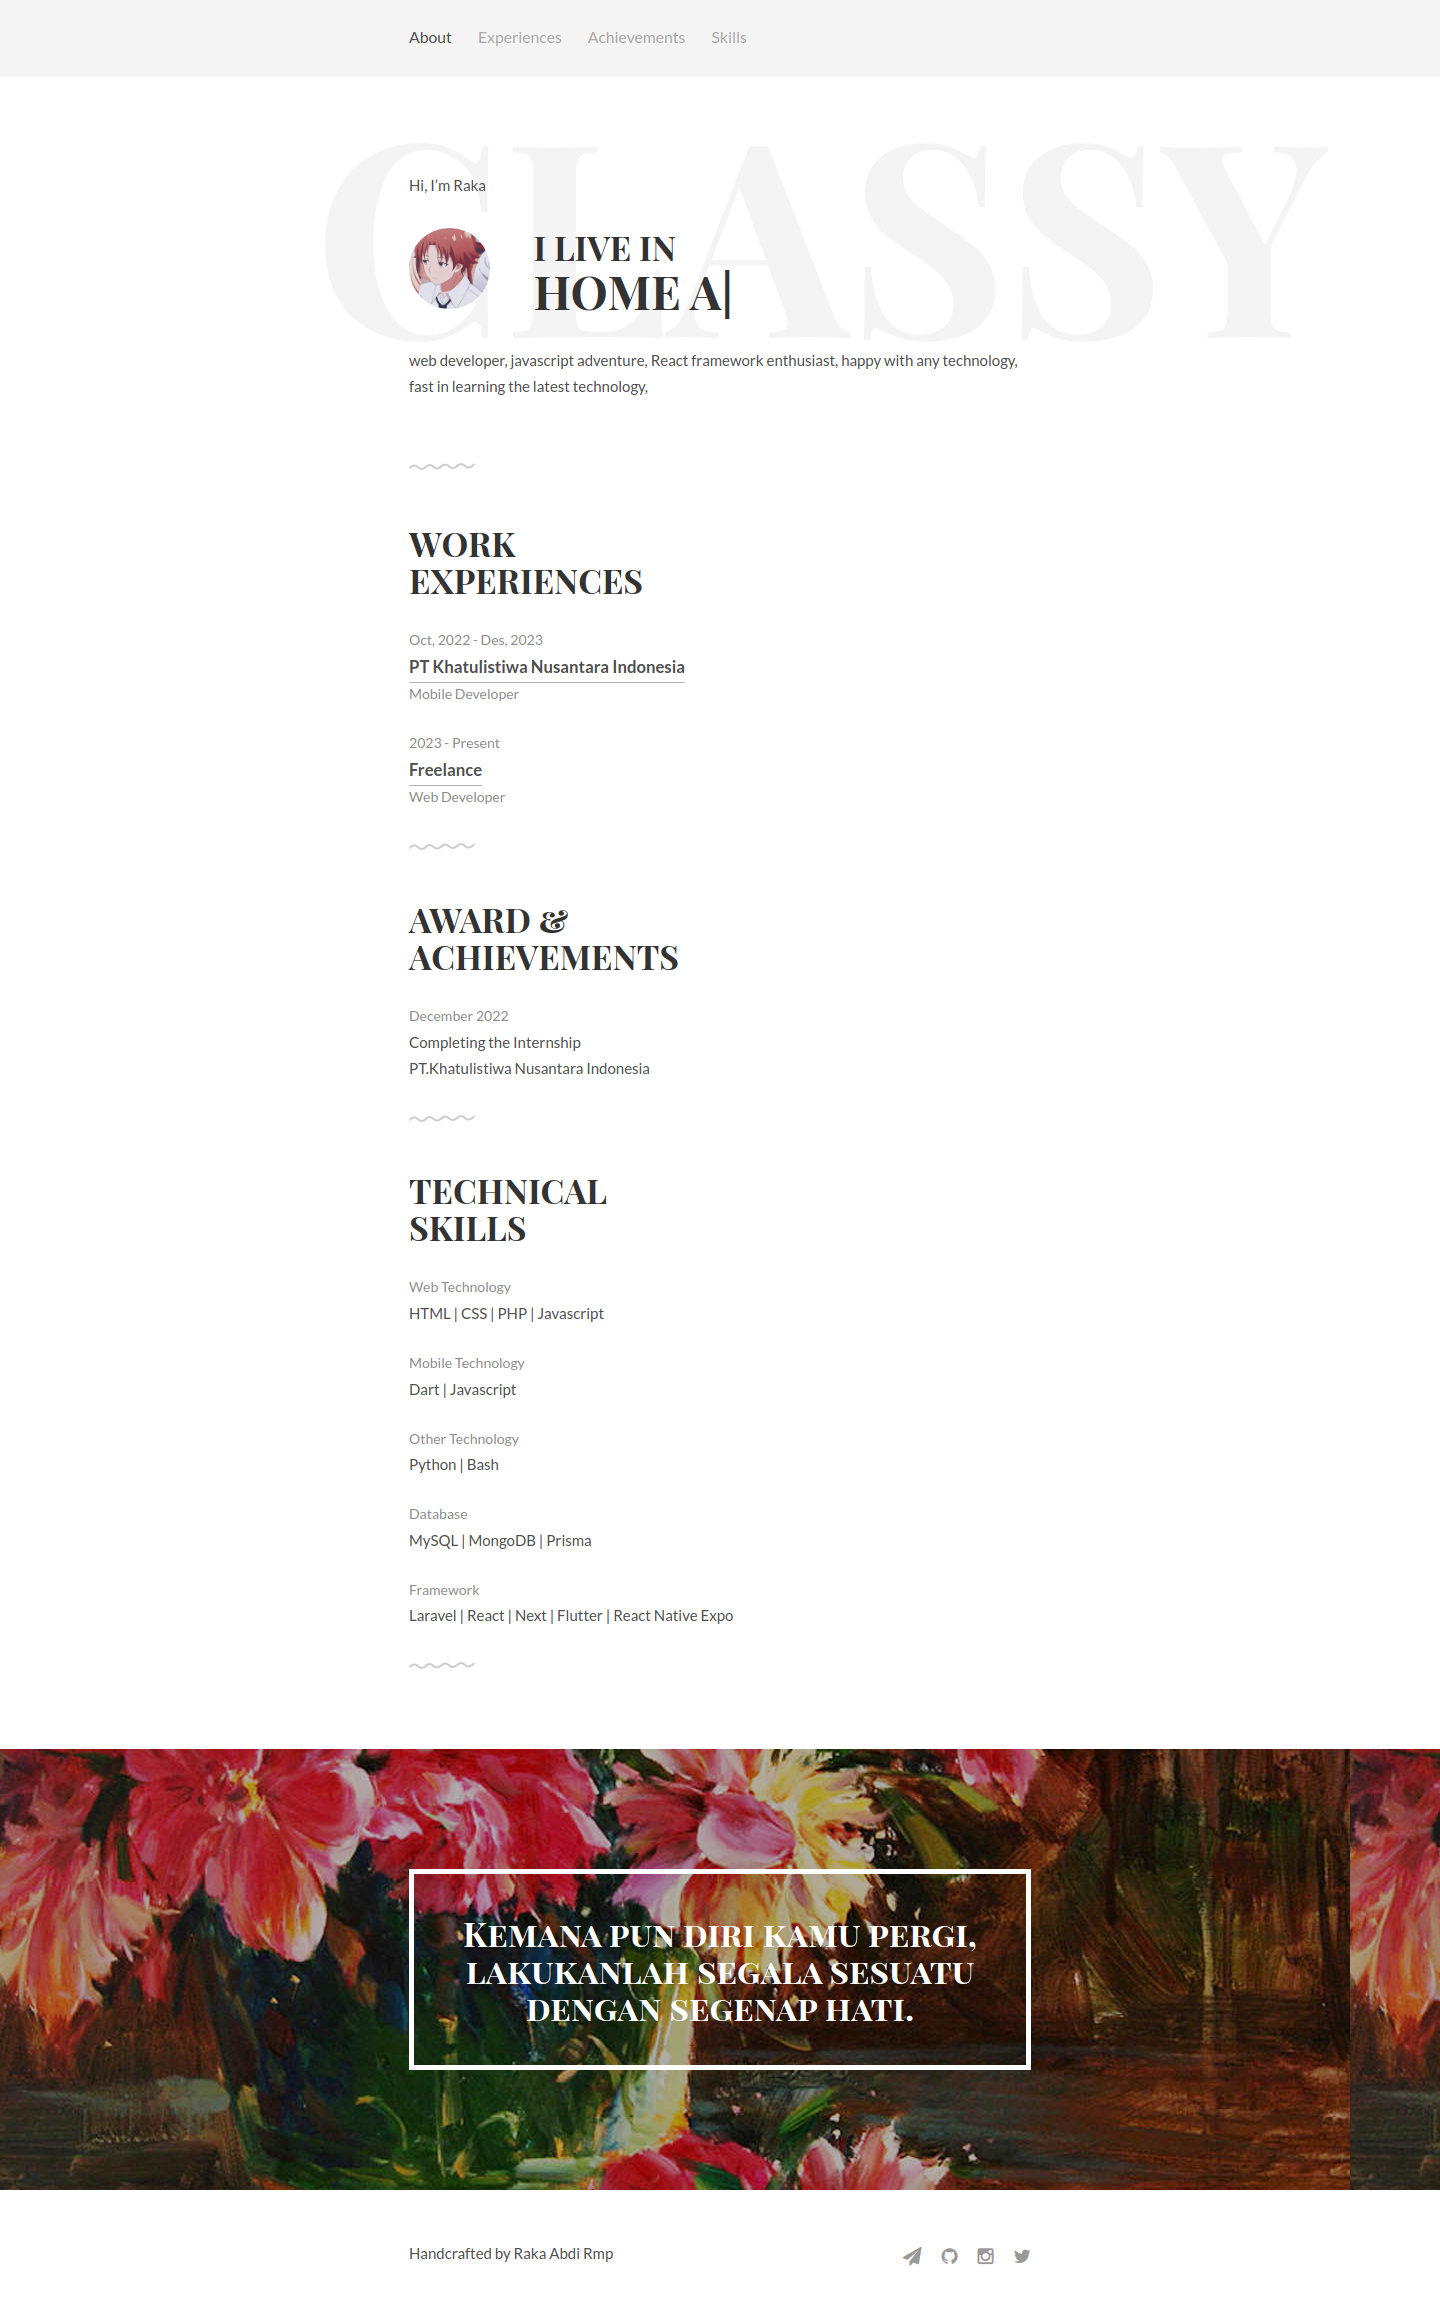 About Experiences Achievements Skills
CLASSY
Hi, I'm Raka
I LIVE IN
HOME A|
web developer, javascript adventure, React framework enthusiast, happy with any technology,
fast in learning the latest technology,
WORK
EXPERIENCES
Oct, 2022 - Des, 2023
PT Khatulistiwa Nusantara Indonesia
Mobile Developer
2023 - Present
Freelance
Web Developer
AWARD &
ACHIEVEMENTS
December 2022
Completing the Internship
PT.Khatulistiwa Nusantara Indonesia
TECHNICAL
SKILLS
Web Technology
HTML | CSS | PHP | Javascript
Mobile Technology
Dart | Javascript
Other Technology
Python | Bash
Database
MySQL | MongoDB | Prisma
Framework
Laravel | React | Next | Flutter | React Native Expo
Kemana pun diri kamu pergi,
lakukanlah segala sesuatu
dengan segenap hati.
Handcrafted by Raka Abdi Rmp